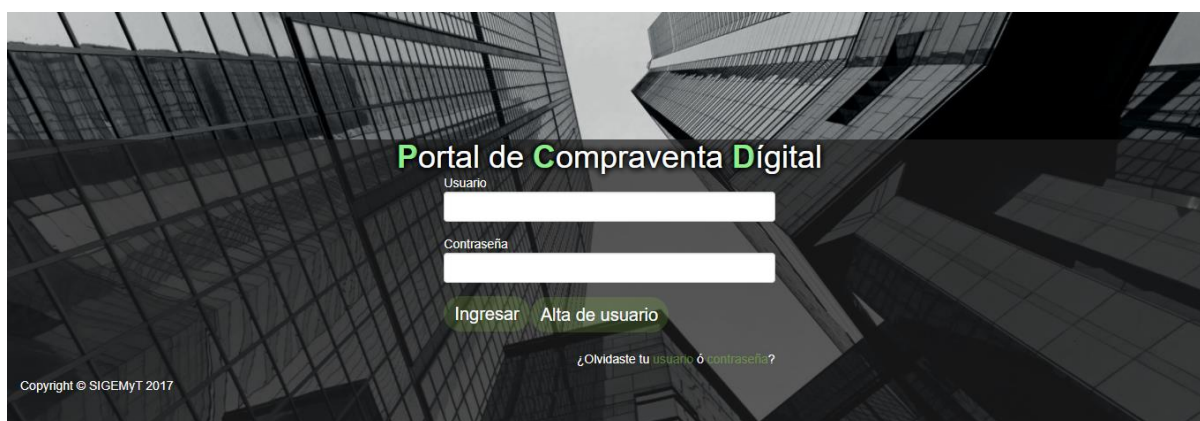 Portal de Compraventa Dígital
Usuario
Contraseña
Ingresar Alta de usuario
¿Olvidaste tu usuario ó contraseña?
Copyright © SIGEMyT 2017